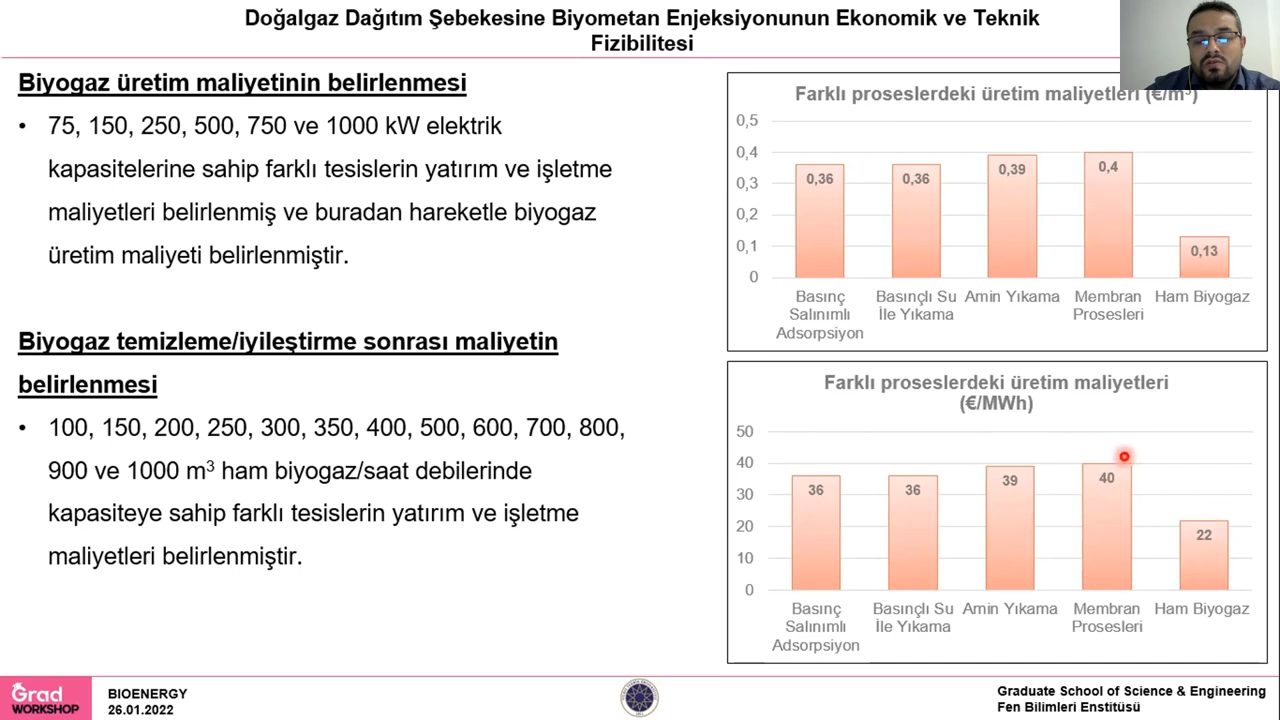 Doğalgaz Dağıtım Şebekesine Biyometan Enjeksiyonunun Ekonomik ve Teknik
Fizibilitesi
Biyogaz üretim maliyetinin belirlenmesi
• 75, 150, 250, 500, 750 ve 1000 kW elektrik
kapasitelerine sahip farklı tesislerin yatırım ve işletme
maliyetleri belirlenmiş ve buradan hareketle biyogaz
üretim maliyeti belirlenmiştir.
Biyogaz temizleme/iyileştirme sonrası maliyetin
belirlenmesi
• 100, 150, 200, 250, 300, 350, 400, 500, 600, 700, 800,
900 ve 1000 m³ ham biyogaz/saat debilerinde
kapasiteye sahip farklı tesislerin yatırım ve işletme
maliyetleri belirlenmiştir.
Farklı proseslerdeki üretim maliyetleri (€/m³)
0,5
0,4
0,3
0,2
0,1
0
0,36
0,36
0,39
0,4
0,13
Basınç
Salınımlı
Adsorpsiyon
Basınçlı Su
İle Yıkama
Amin Yıkama
Membran
Prosesleri
Ham Biyogaz
Farklı proseslerdeki üretim maliyetleri
(€/MWh)
50
40
30
20
10
0
36
36
39
40
22
Basınç
Salınımlı
Adsorpsiyon
Basınçlı Su
İle Yıkama
Amin Yıkama
Membran
Prosesleri
Ham Biyogaz
Grad
WORKSHOP
BIOENERGY
26.01.2022
Graduate School of Science & Engineering
Fen Bilimleri Enstitüsü